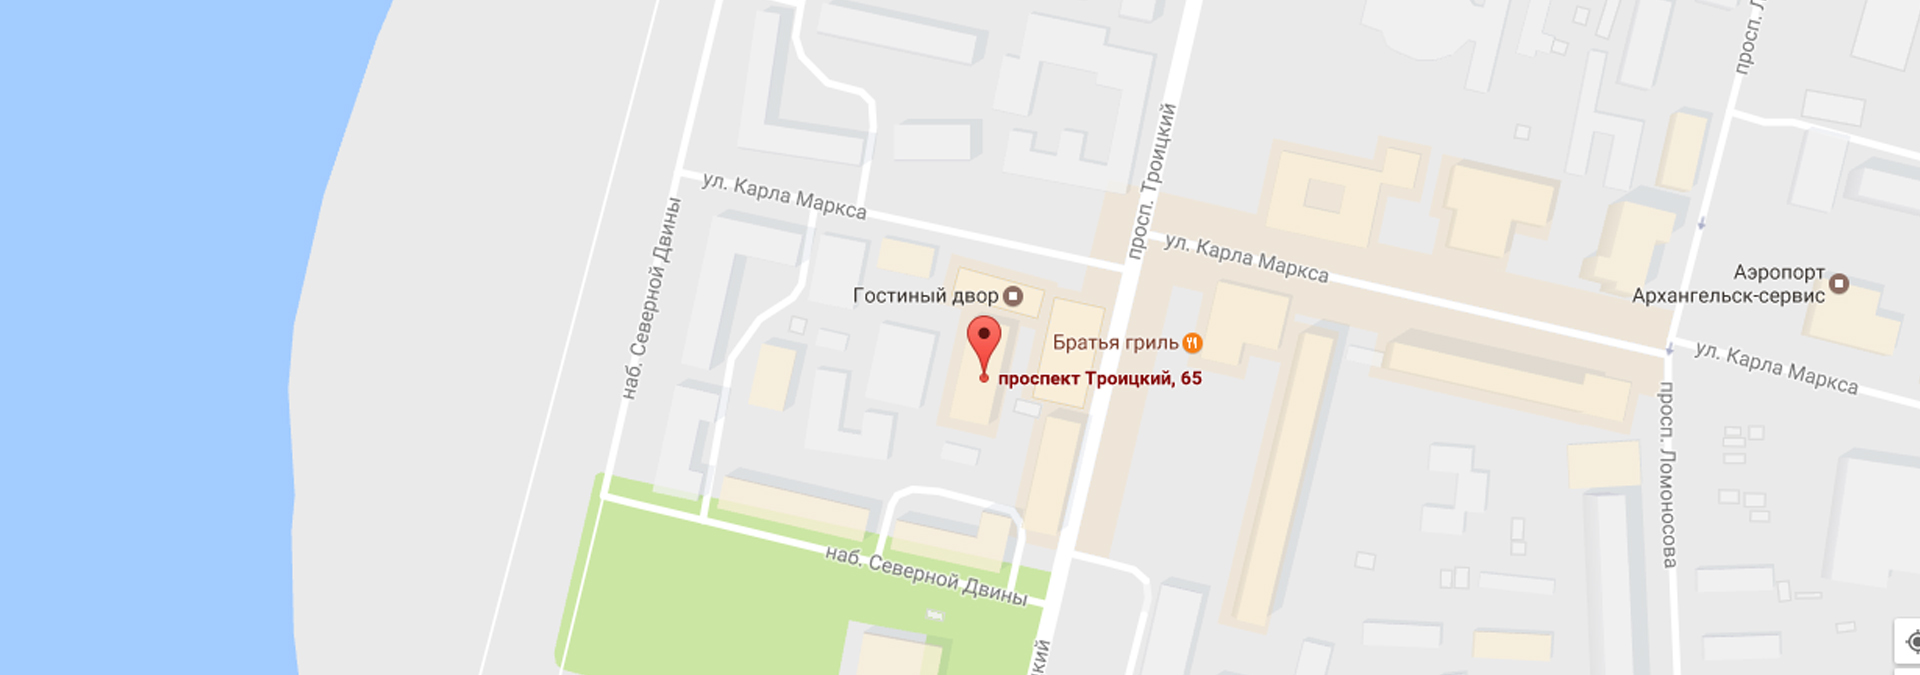 просп. Л
просп. Троицкий
ул. Карла Маркса
наб. Северной Двины
ул. Карла Маркса
Аэропорт
Архангельск-сервис
Гостиный двор
Братья гриль
проспект Троицкий, 65
ул. Карла Маркса
просп. Ломоносова
наб. Северной Двины
кий